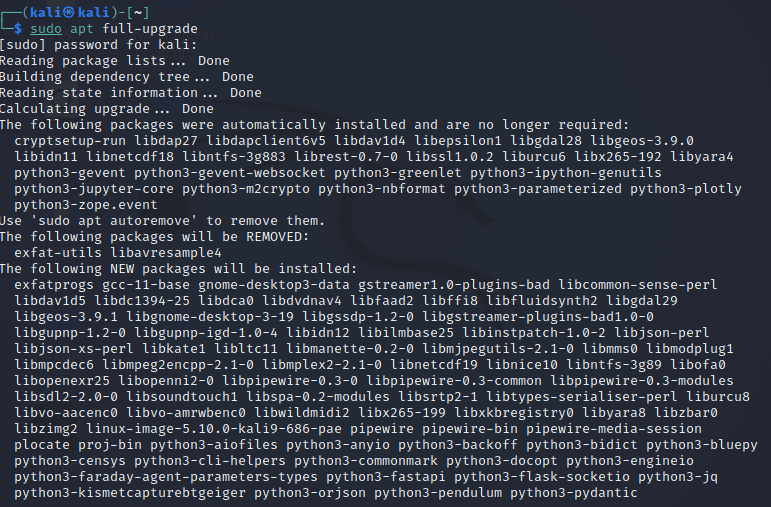 ┌──(kali㉿kali)-[~]
└─$ sudo apt full-upgrade
[sudo] password for kali:
Reading package lists... Done
Building dependency tree... Done
Reading state information... Done
Calculating upgrade... Done
The following packages were automatically installed and are no longer required:
cryptsetup-run libdap27 libdapclient6v5 libdav1d4 libepsilon1 libgdal28 libgeos-3.9.0
libidn11 libnetcdf18 libntfs-3g883 librest-0.7-0 libssl1.0.2 liburcu6 libx265-192 libyara4
python3-gevent python3-gevent-websocket python3-greenlet python3-ipython-genutils
python3-jupyter-core python3-m2crypto python3-nbformat python3-parameterized python3-plotly
python3-zope.event
Use 'sudo apt autoremove' to remove them.
The following packages will be REMOVED:
exfat-utils libavresample4
The following NEW packages will be installed:
exfatprogs gcc-11-base gnome-desktop3-data gstreamer1.0-plugins-bad libcommon-sense-perl
libdav1d5 libdc1394-25 libdca0 libdvdnav4 libfaad2 libffi8 libfluidsynth2 libgdal29
libgeos-3.9.1 libgnome-desktop-3-19 libgssdp-1.2-0 libgstreamer-plugins-bad1.0-0
libgupnp-1.2-0 libgupnp-igd-1.0-4 libidn12 libilmbase25 libinstpatch-1.0-2 libjson-perl
libjson-xs-perl libkate1 libltc11 libmanette-0.2-0 libmjpegutils-2.1-0 libmms0 libmodplug1
libmpcdec6 libmpeg2encpp-2.1-0 libmplex2-2.1-0 libnetcdf19 libnice10 libntfs-3g89 libofa0
libopenexr25 libopenni2-0 libpipewire-0.3-0 libpipewire-0.3-common libpipewire-0.3-modules
libsdl2-2.0-0 libsoundtouch1 libspa-0.2-modules libsrtp2-1 libtypes-serialiser-perl liburcu8
libvo-aacenc0 libvo-amrwbenc0 libwildmidi2 libx265-199 libxkbregistry0 libyara8 libzbar0
libzimg2 linux-image-5.10.0-kali9-686-pae pipewire pipewire-bin pipewire-media-session
plocate proj-bin python3-aiofiles python3-anyio python3-backoff python3-bidict python3-bluepy
python3-censys python3-cli-helpers python3-commonmark python3-docopt python3-engineio
python3-faraday-agent-parameters-types python3-fastapi python3-flask-socketio python3-jq
python3-kismetcapturebtgeiger python3-orjson python3-pendulum python3-pydantic